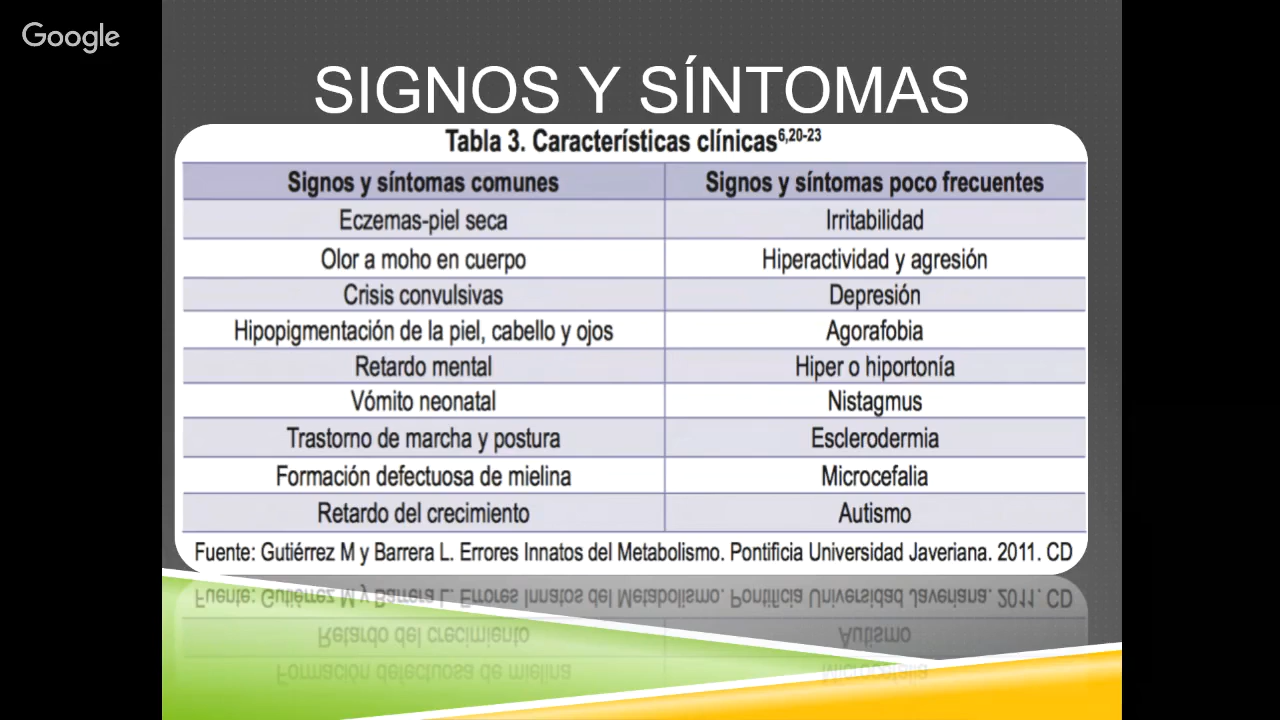 Google
SIGNOS Y SÍNTOMAS
Tabla 3. Características clínicas6,20-23
Signos y síntomas comunes Signos y síntomas poco frecuentes
Eczemas-piel seca Irritabilidad
Olor a moho en cuerpo Hiperactividad y agresión
Crisis convulsivas Depresión
Hipopigmentación de la piel, cabello y ojos Agorafobia
Retardo mental Hiper o hiportonía
Vómito neonatal Nistagmus
Trastorno de marcha y postura Esclerodermia
Formación defectuosa de mielina Microcefalia
Retardo del crecimiento Autismo
Fuente: Gutiérrez M y Barrera L. Errores Innatos del Metabolismo. Pontificia Universidad Javeriana. 2011. CD